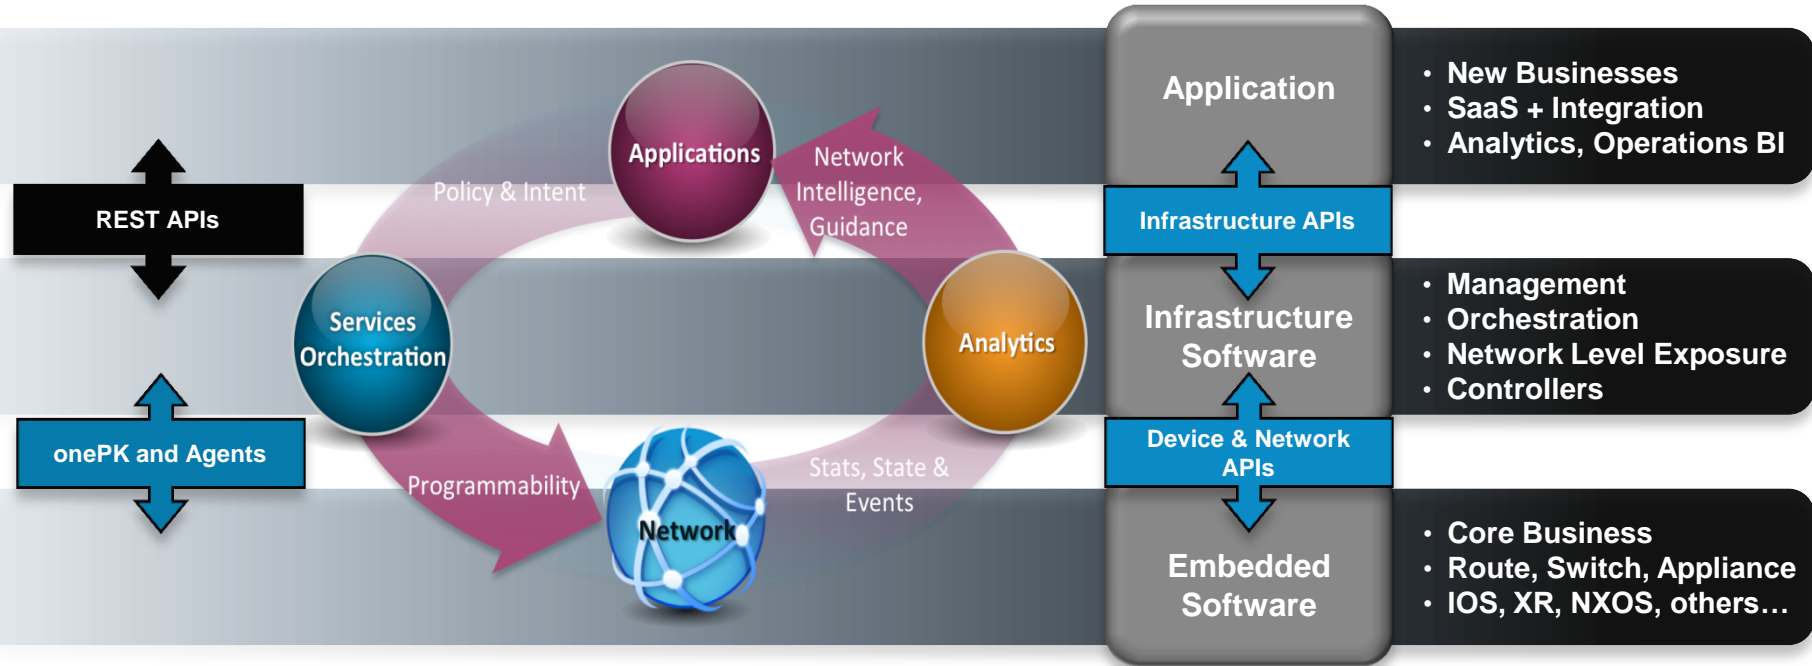 Application
• New Businesses
• SaaS + Integration
• Analytics, Operations BI
Applications
Policy & Intent
Network
Intelligence,
Guidance
REST APIs
Infrastructure APIs
Services
Orchestration
Analytics
Infrastructure
Software
• Management
• Orchestration
• Network Level Exposure
• Controllers
onePK and Agents
Programmability
Stats, State &
Events
Device & Network
APIs
Network
Embedded
Software
• Core Business
• Route, Switch, Appliance
• IOS, XR, NXOS, others…